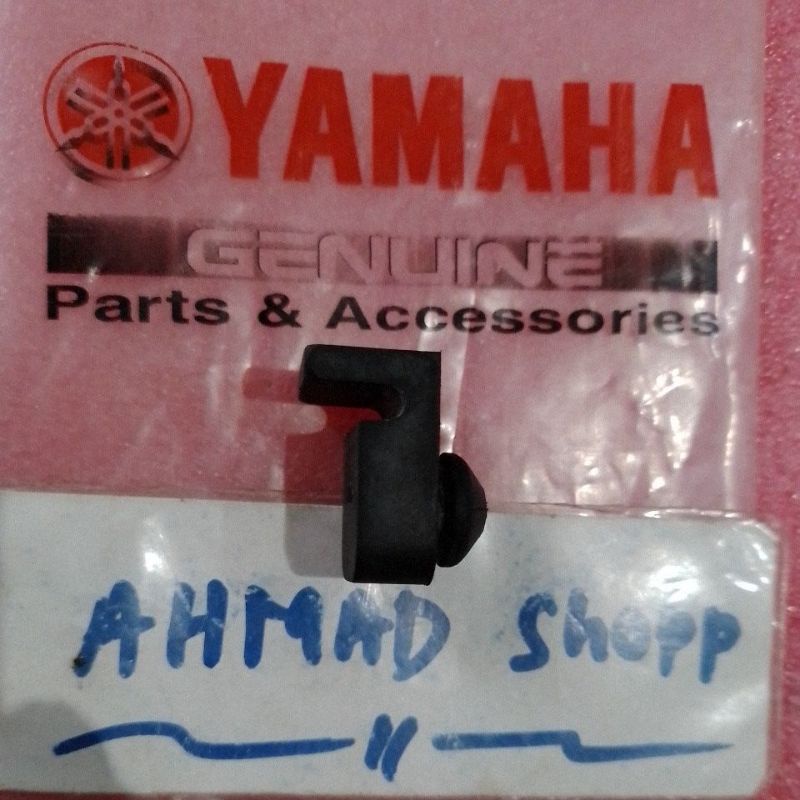 YAMAHA
GENUINE
Parts & Accessories
AHMAD Shopp